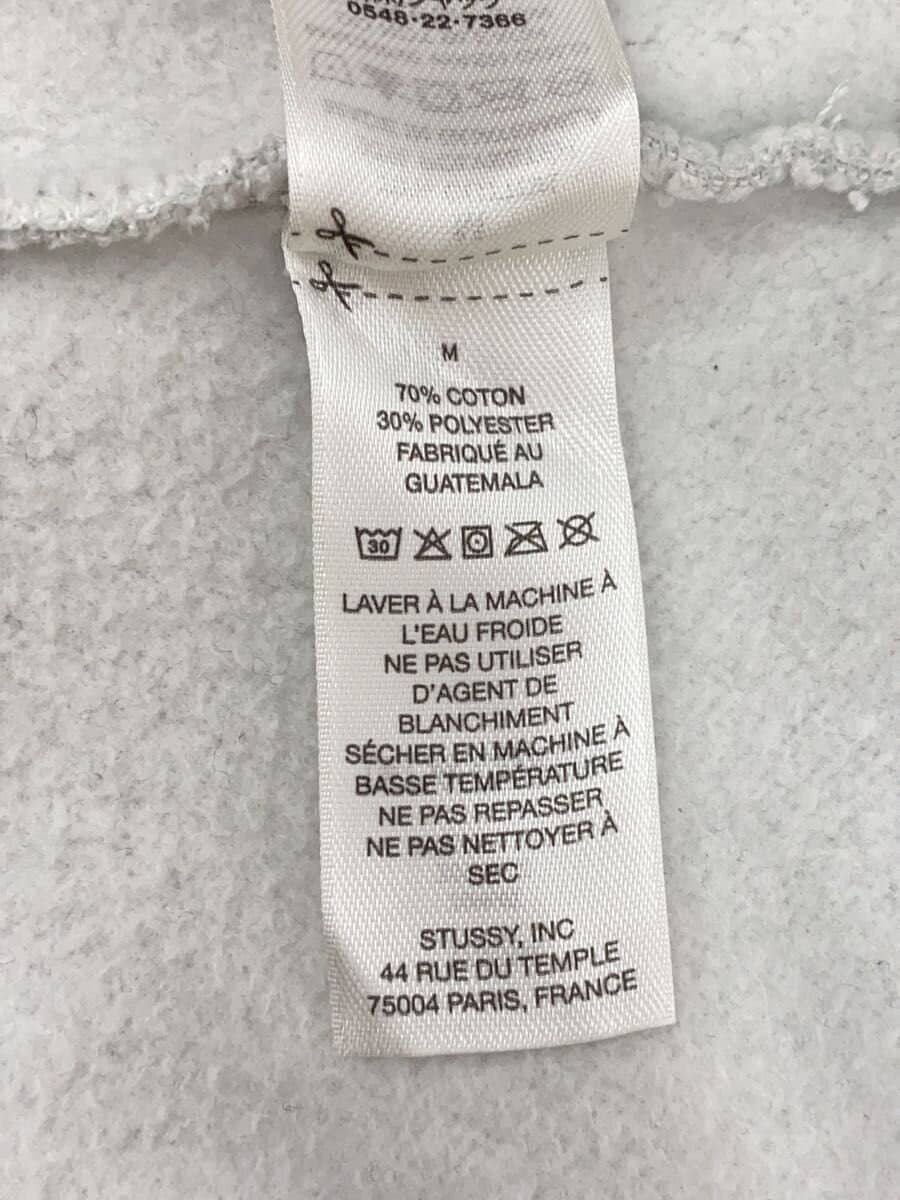 0548-22-7366
M
70% COTON
30% POLYESTER
FABRIQUÉ AU
GUATEMALA
30
LAVER À LA MACHINE À
L'EAU FROIDE
NE PAS UTILISER
D'AGENT DE
BLANCHIMENT
SÉCHER EN MACHINE À
BASSE TEMPÉRATURE
NE PAS REPASSER
NE PAS NETTOYER À
SEC
STUSSY, INC
44 RUE DU TEMPLE
75004 PARIS, FRANCE